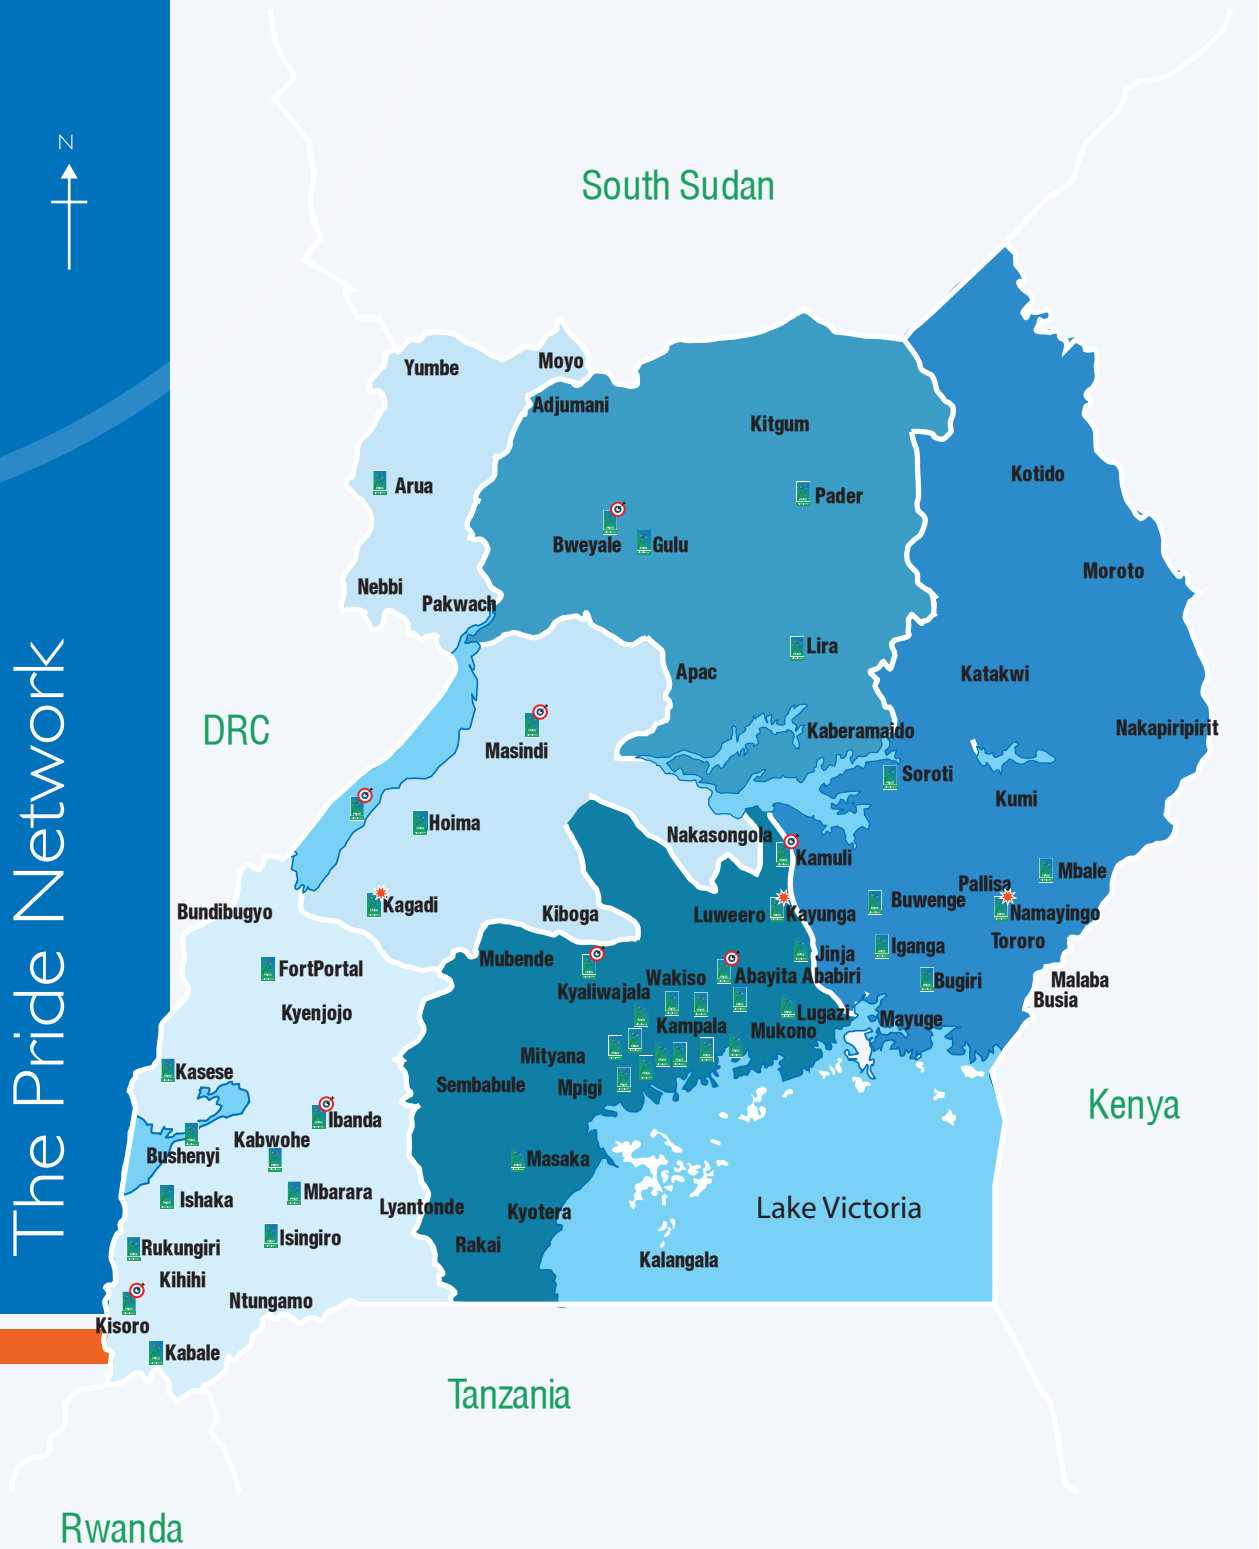 The Pride Network
N
South Sudan
Yumbe
Moyo
Adjumani
Kitgum
Kotido
Arua
Pader
Bweyale
Gulu
Moroto
Nebbi
Pakwach
Lira
Apac
Katakwi
DRC
Kaberamaido
Nakapiripirit
Masindi
Soroti
Kumi
Hoima
Nakasongola
Kamuli
Mbale
Pallisa
Kagadi
Buwenge
Bundibugyo
Kiboga
Luweero
Kayunga
Namayingo
Tororo
Iganga
Jinja
Mubende
FortPortal
Wakiso
Abayita Ababiri
Bugiri
Malaba
Kyaliwajala
Busia
Kyenjojo
Lugazi
Mayuge
Kampala
Mukono
Mityana
Kasese
Sembabule
Mpigi
Kenya
Ibanda
Kabwohe
Bushenyi
Masaka
Mbarara
Ishaka
Lyantonde
Kyotera
Lake Victoria
Isingiro
Rakai
Rukungiri
Kalangala
Kihihi
Ntungamo
Kisoro
Kabale
Tanzania
Rwanda